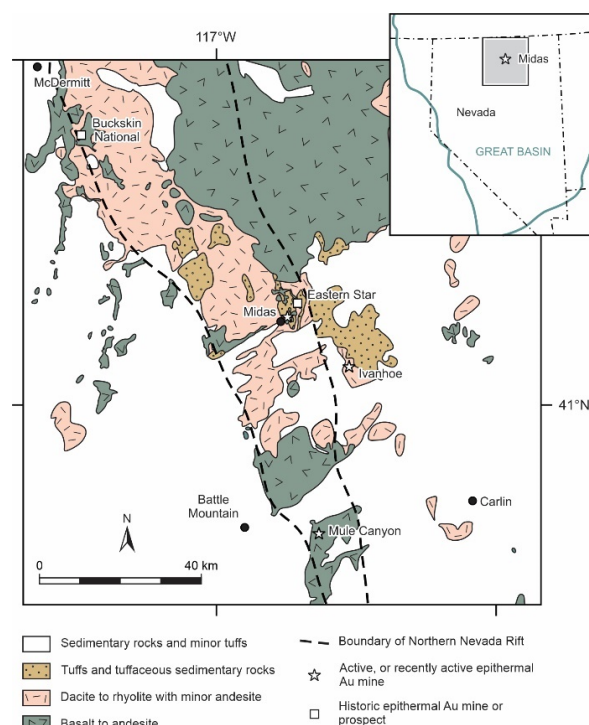 117°W
McDermitt
Buckskin
National
Midas
Nevada
GREAT BASIN
Eastern Star
Midas
Ivanhoe
41°N
Battle
Mountain
Carlin
Mule Canyon
N
0
40 km
Sedimentary rocks and minor tuffs
Tuffs and tuffaceous sedimentary rocks
Dacite to rhyolite with minor andesite
Basalt to andesite
Boundary of Northern Nevada Rift
Active, or recently active epithermal
Au mine
Historic epithermal Au mine or
prospect